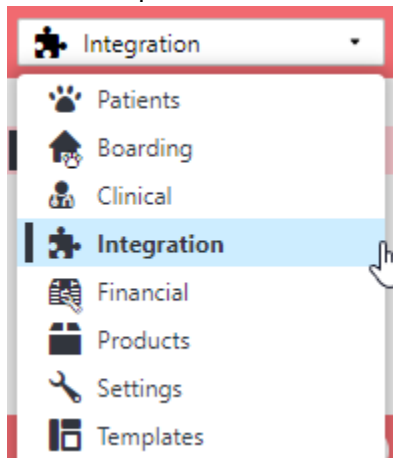 Integration
Patients
Boarding
Clinical
Integration
Financial
Products
Settings
Templates